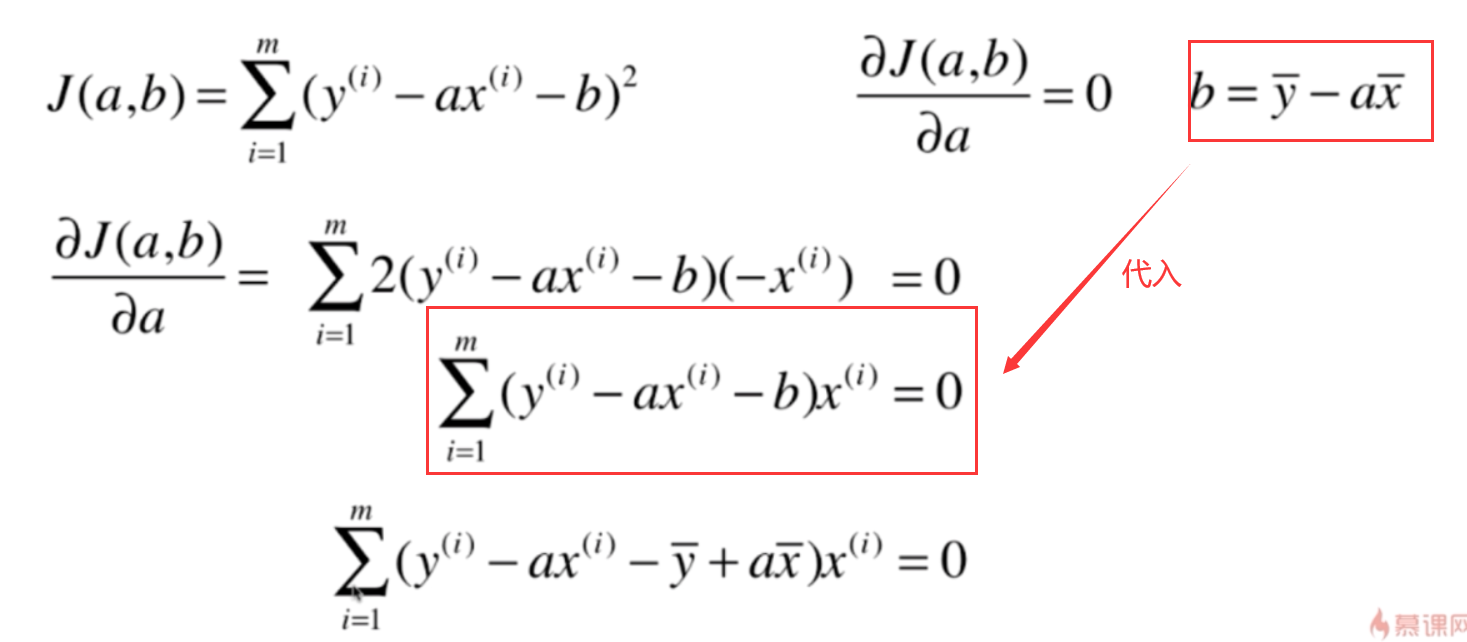 J(a,b) = \sum_{i=1}^{m} (y^{(i)} - ax^{(i)} - b)^2
\frac{\partial J(a,b)}{\partial a} = 0
b = \overline{y} - a\overline{x}
\frac{\partial J(a,b)}{\partial a} = \sum_{i=1}^{m} 2(y^{(i)} - ax^{(i)} - b)(-x^{(i)}) = 0
代入
\sum_{i=1}^{m} (y^{(i)} - ax^{(i)} - b)x^{(i)} = 0
\sum_{i=1}^{m} (y^{(i)} - ax^{(i)} - \overline{y} + a\overline{x})x^{(i)} = 0
慕课网